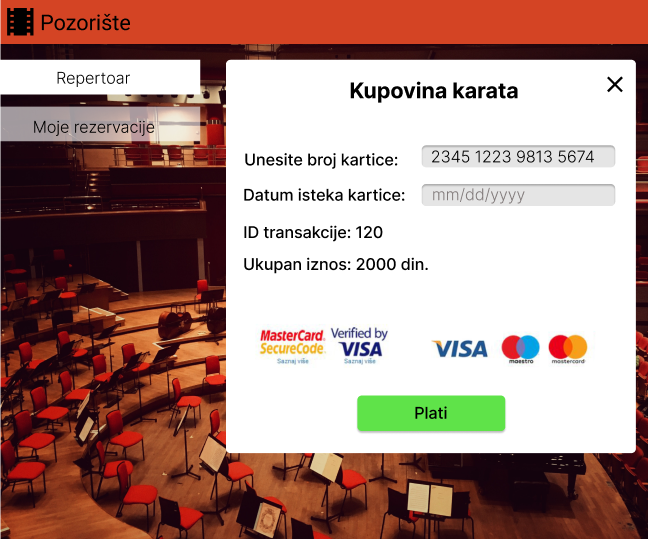 Pozorište
Repertoar
Moje rezervacije
Kupovina karata
Unesite broj kartice: 2345 1223 9813 5674
Datum isteka kartice: mm/dd/yyyy
ID transakcije: 120
Ukupan iznos: 2000 din.
MasterCard. Verified by
SecureCode. VISA
Saznaj više Saznaj više
VISA maestro mastercard
Plati